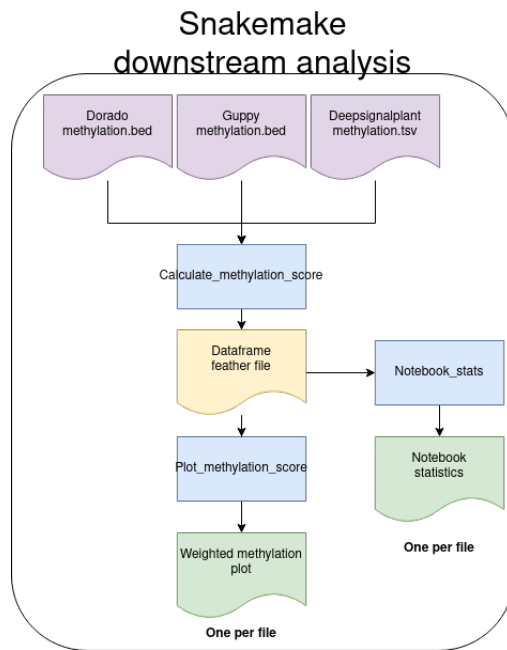 Snakemake
downstream analysis
Dorado
methylation.bed
Guppy
methylation.bed
Deepsignalplant
methylation.tsv
Calculate_methylation_score
Dataframe
feather file
Notebook_stats
Plot_methylation_score
Notebook
statistics
One per file
Weighted methylation
plot
One per file